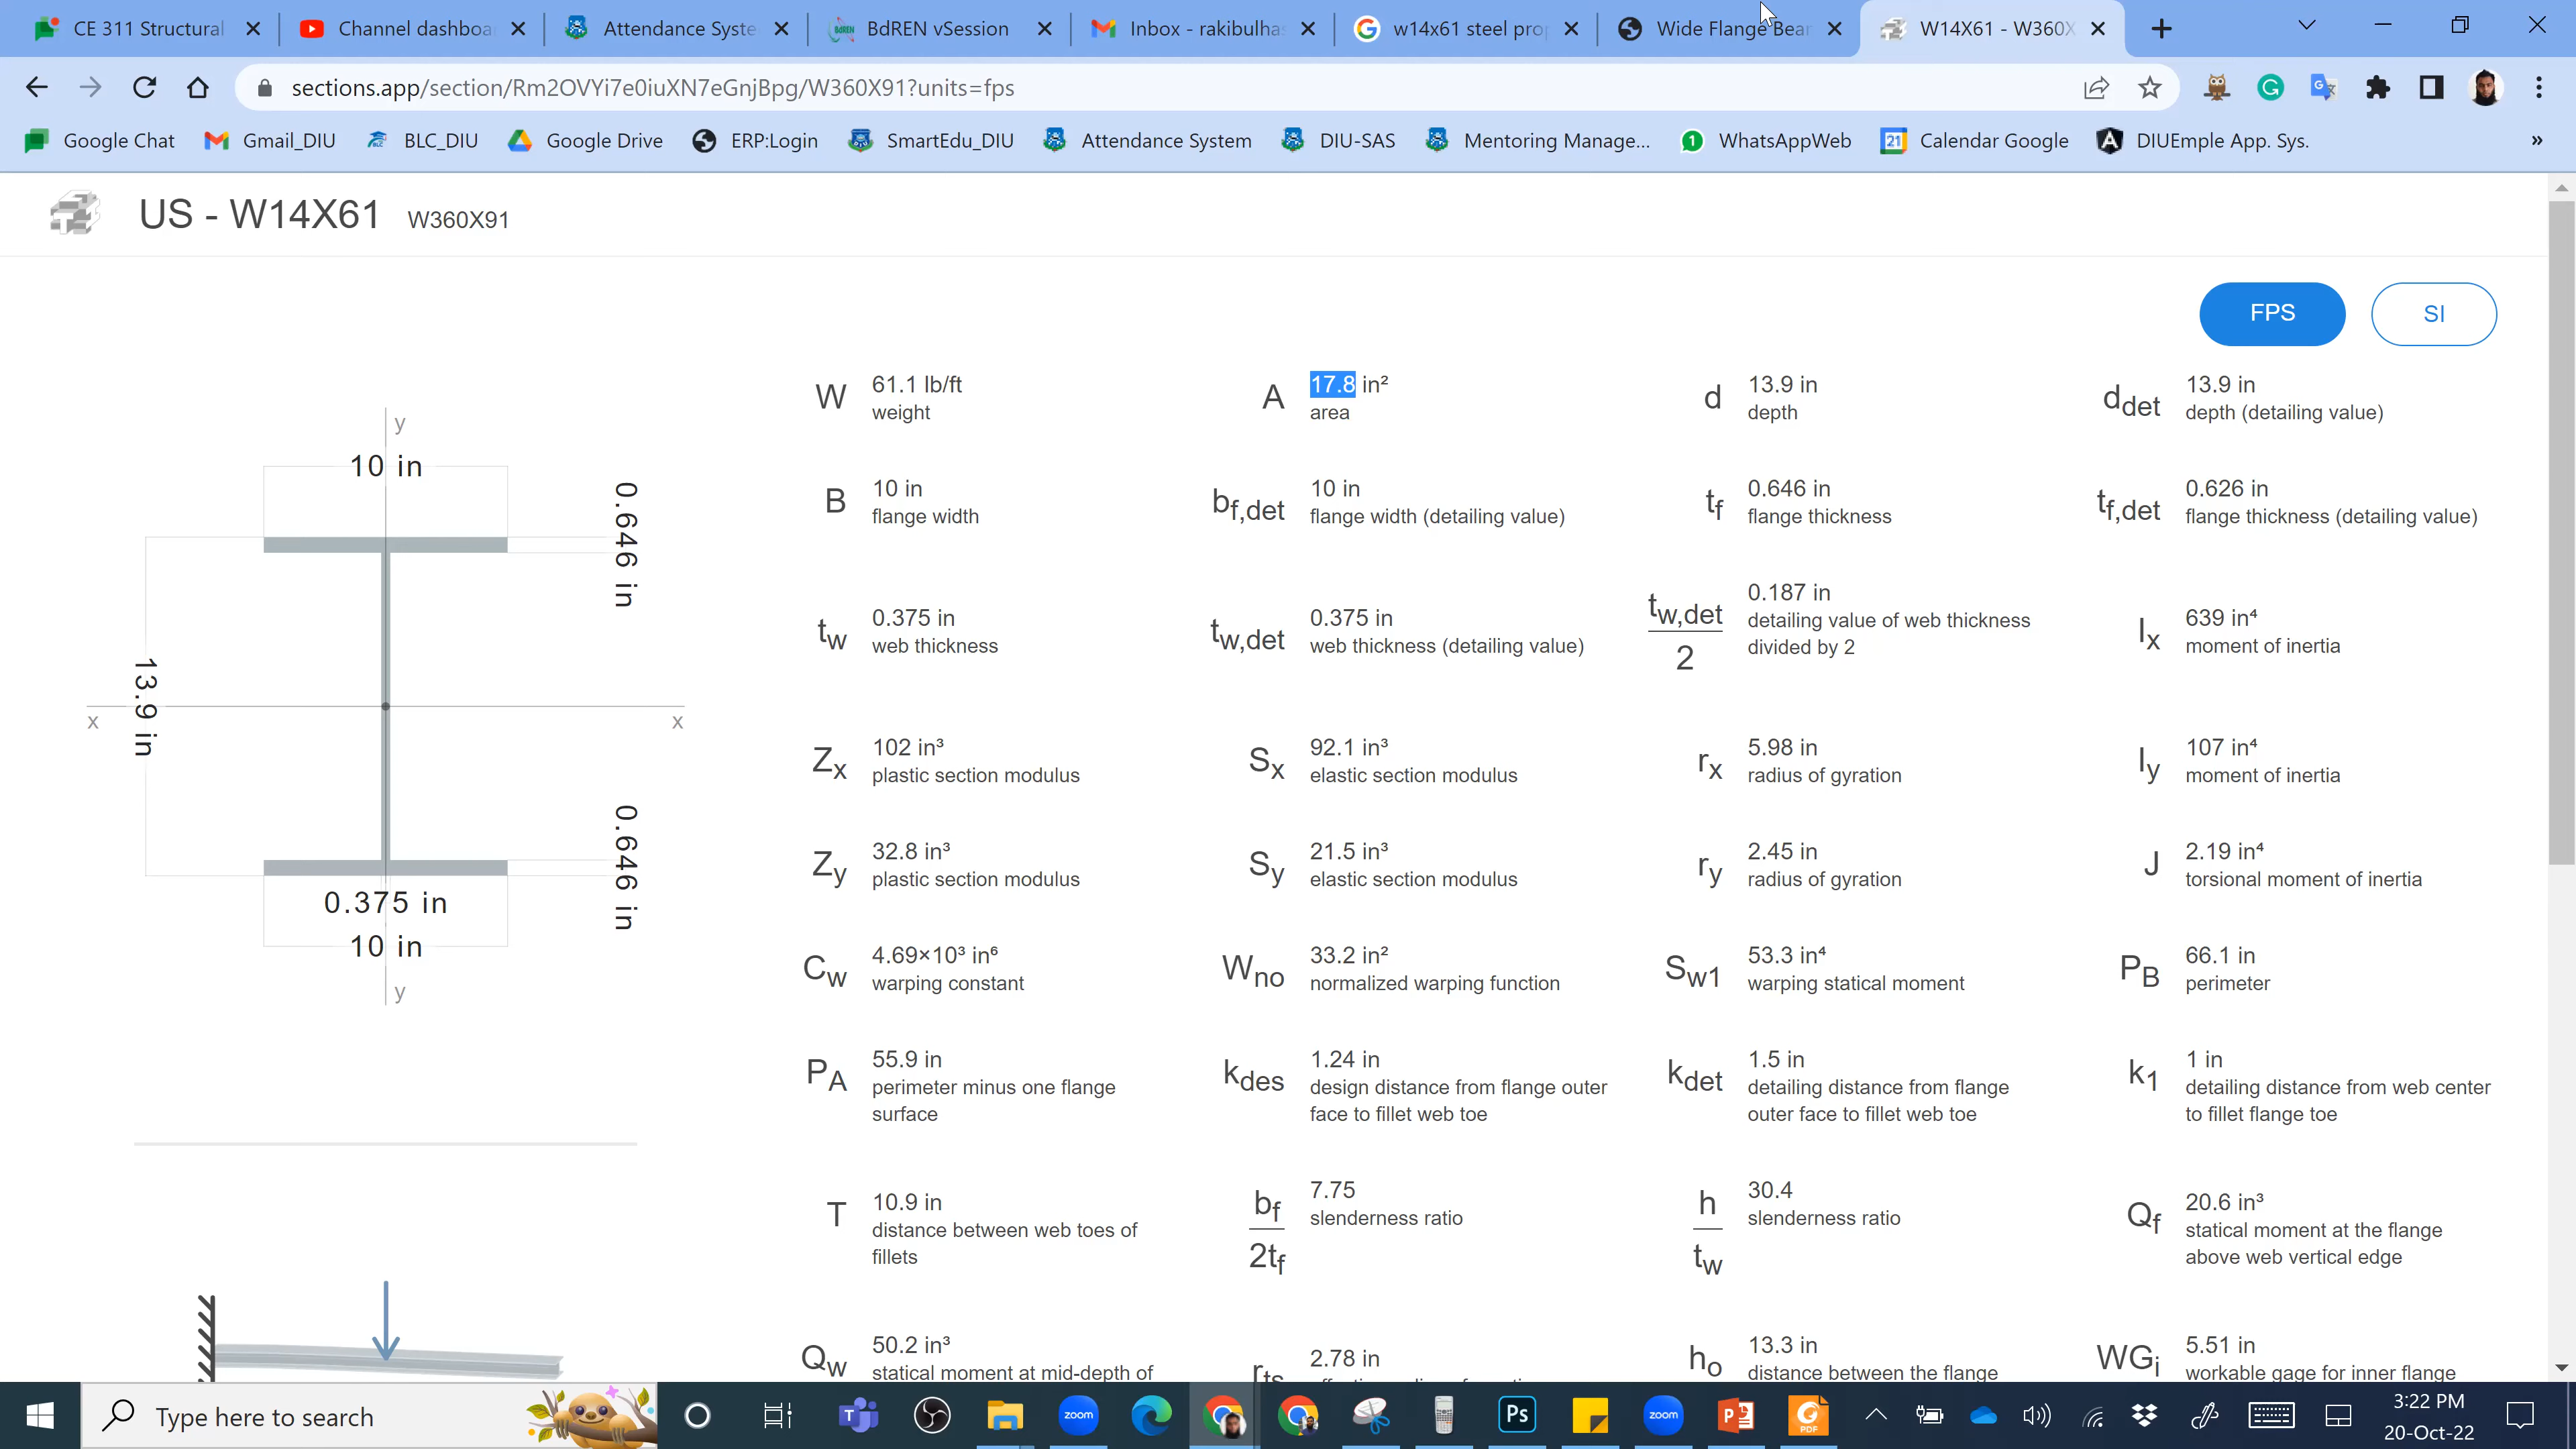 CE 311 Structural
Channel dashboa
Attendance Syste
BdREN vSession
Inbox - rakibulha
w14x61 steel prop
Wide Flange Bear
W14X61 - W360X
sections.app/section/Rm2OVYi7e0iuXN7eGnjBpg/W360X91?units=fps
Google Chat
Gmail_DIU
BLC_DIU
Google Drive
ERP:Login
SmartEdu_DIU
Attendance System
DIU-SAS
Mentoring Manage...
WhatsAppWeb
Calendar Google
DIUEmple App. Sys.
US - W14X61 W360X91
FPS
SI
y
10 in
0.646 in
13.9 in
x
x
0.646 in
0.375 in
10 in
y
W 61.1 lb/ft
weight
A 17.8 in²
area
d 13.9 in
depth
ddet 13.9 in
depth (detailing value)
B 10 in
flange width
bf,det 10 in
flange width (detailing value)
tf 0.646 in
flange thickness
tf,det 0.626 in
flange thickness (detailing value)
tw 0.375 in
web thickness
tw,det 0.375 in
web thickness (detailing value)
tw,det
2
0.187 in
detailing value of web thickness
divided by 2
Ix 639 in⁴
moment of inertia
Zx 102 in³
plastic section modulus
Sx 92.1 in³
elastic section modulus
rx 5.98 in
radius of gyration
Iy 107 in⁴
moment of inertia
Zy 32.8 in³
plastic section modulus
Sy 21.5 in³
elastic section modulus
ry 2.45 in
radius of gyration
J 2.19 in⁴
torsional moment of inertia
Cw 4.69×10³ in⁶
warping constant
Wno 33.2 in²
normalized warping function
Sw1 53.3 in⁴
warping statical moment
PB 66.1 in
perimeter
PA 55.9 in
perimeter minus one flange
surface
kdes 1.24 in
design distance from flange outer
face to fillet web toe
kdet 1.5 in
detailing distance from flange
outer face to fillet web toe
k1 1 in
detailing distance from web center
to fillet flange toe
T 10.9 in
distance between web toes of
fillets
bf
2tf
7.75
slenderness ratio
h
tw
30.4
slenderness ratio
Qf 20.6 in³
statical moment at the flange
above web vertical edge
Qw 50.2 in³
statical moment at mid-depth of
rts 2.78 in
ho 13.3 in
distance between the flange
WGi 5.51 in
workable gage for inner flange
Type here to search
zoom
Ps
zoom
PDF
3:22 PM
20-Oct-22